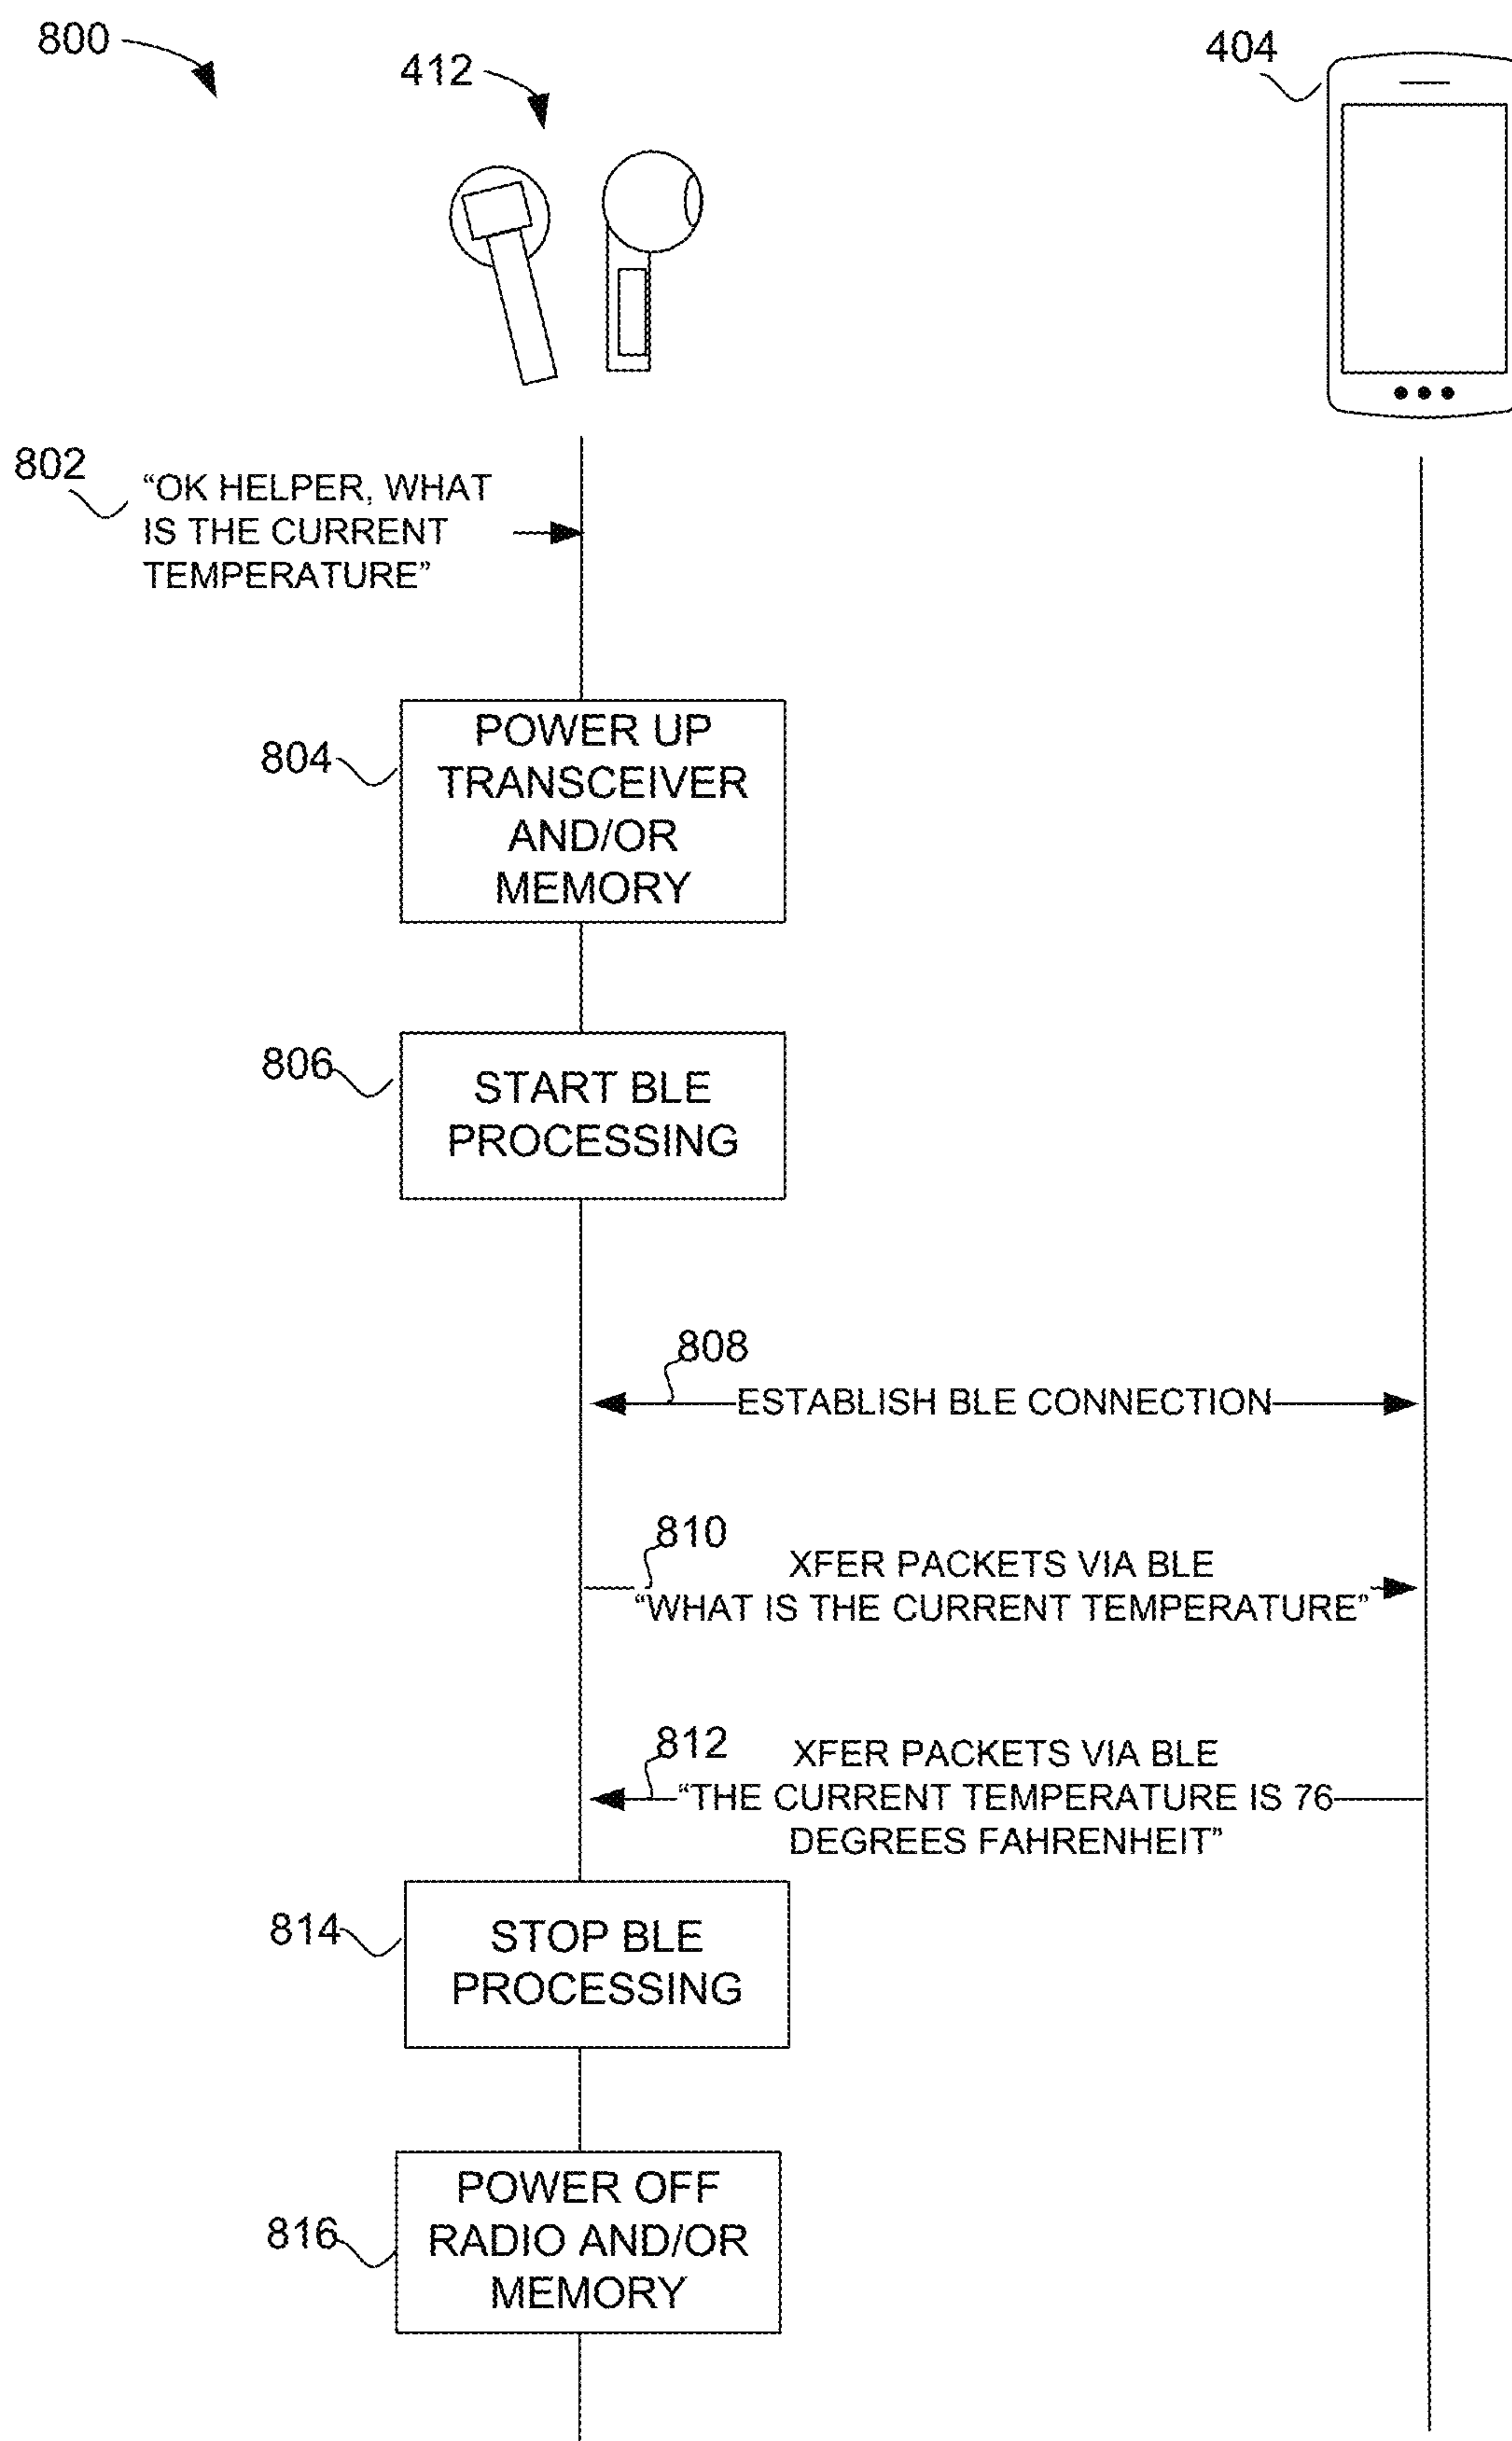 800
412
404
802
“OK HELPER, WHAT
IS THE CURRENT
TEMPERATURE”
804
POWER UP
TRANSCEIVER
AND/OR
MEMORY
806
START BLE
PROCESSING
808
ESTABLISH BLE CONNECTION
810
XFER PACKETS VIA BLE
“WHAT IS THE CURRENT TEMPERATURE”
812
XFER PACKETS VIA BLE
“THE CURRENT TEMPERATURE IS 76
DEGREES FAHRENHEIT”
814
STOP BLE
PROCESSING
816
POWER OFF
RADIO AND/OR
MEMORY